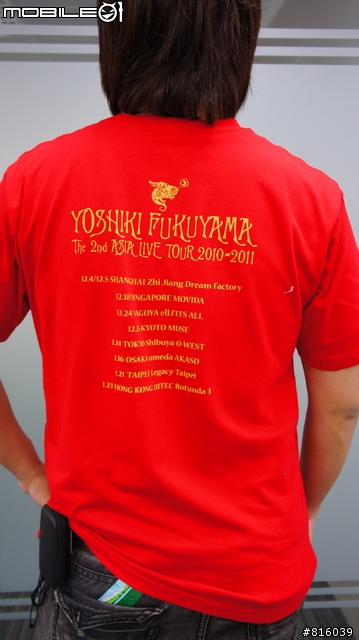 MOBILE01
YOSHIKI FUKUYAMA
The 2nd ASIA LIVE TOUR 2010-2011
12.4/12.5 SHANGHAI Zhi Jiang Dream Factory
12.18 SINGAPORE MOVIDA
12.24 NAGOYA ell.FITS ALL
12.25 KYOTO MUSE
1.14 TOKYO Shibuya O-WEST
1.16 OSAKA umeda AKASO
1.21 TAIPEI Legacy Taipei
1.23 HONG KONG HITEC Rotunda 3
#816039